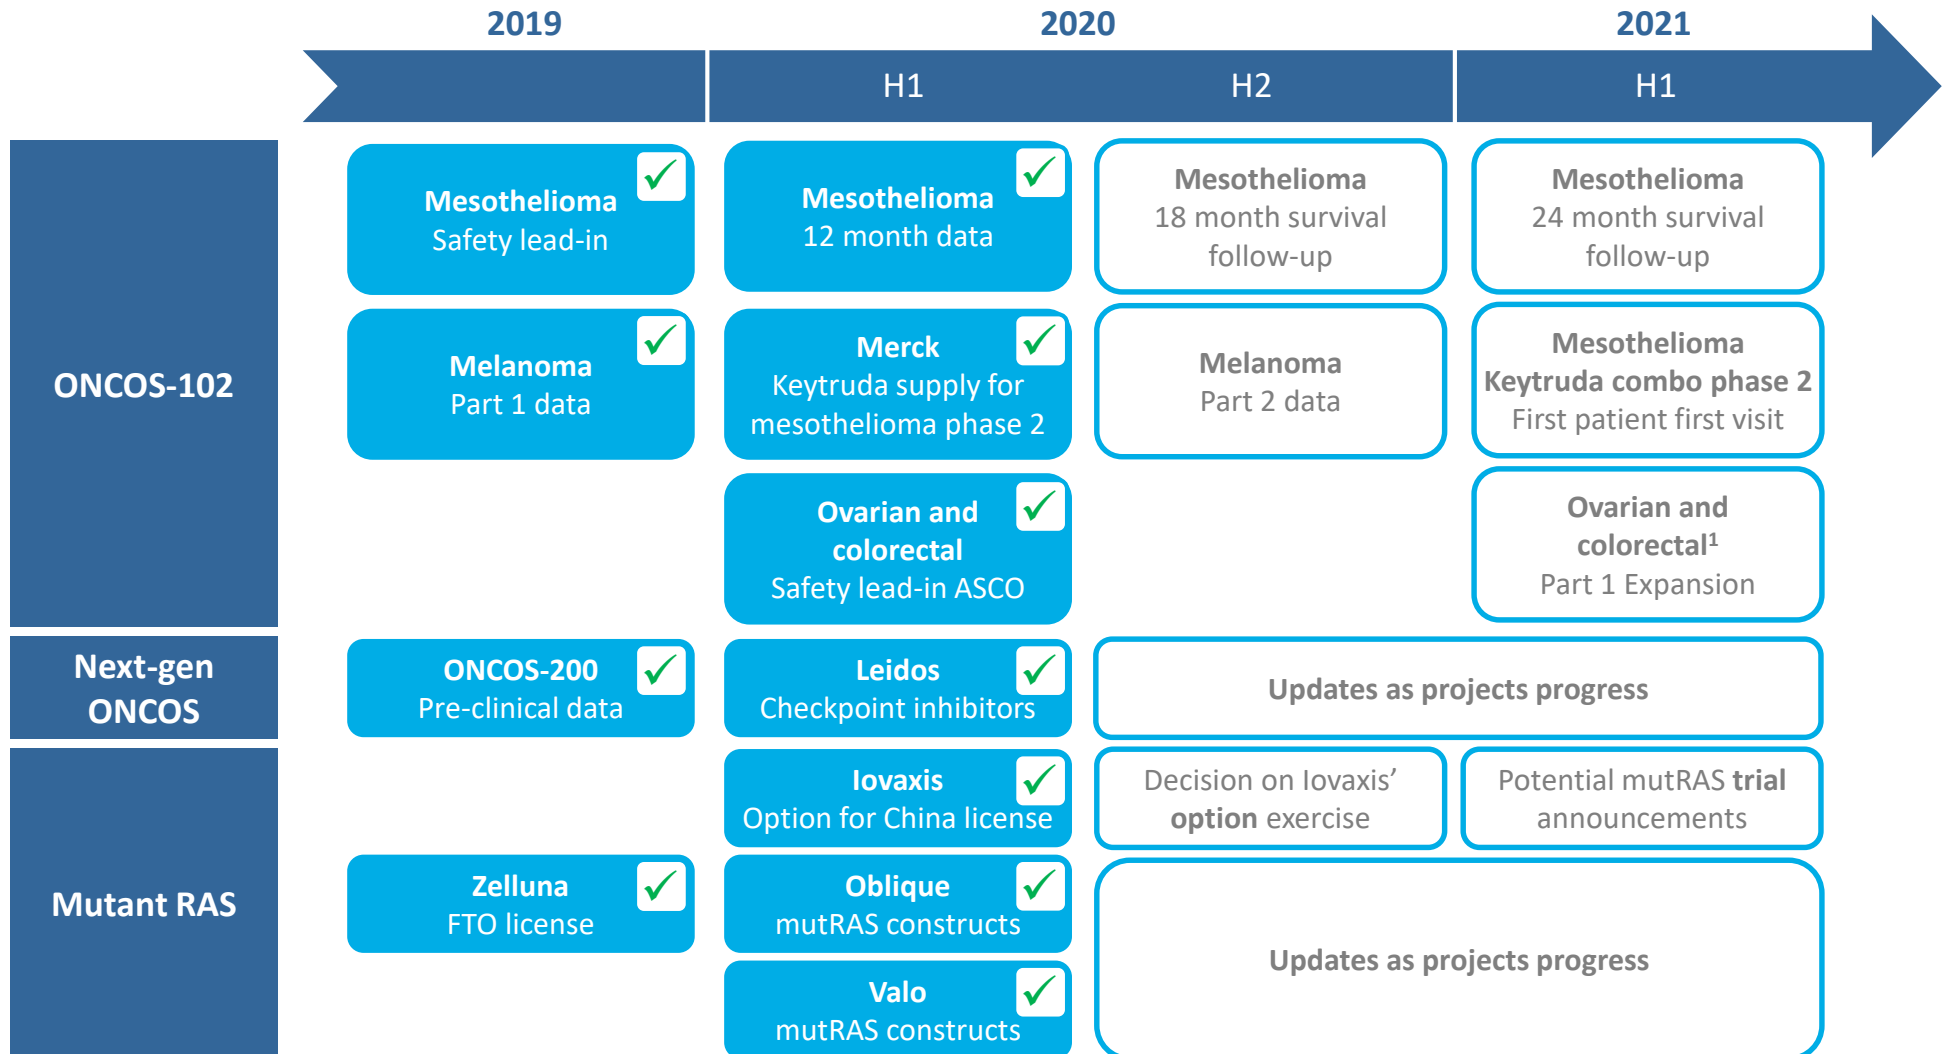 2019
2020
2021
H1
H2
H1
ONCOS-102
Mesothelioma
Safety lead-in
Mesothelioma
12 month data
Mesothelioma
18 month survival
follow-up
Mesothelioma
24 month survival
follow-up
Melanoma
Part 1 data
Merck
Keytruda supply for
mesothelioma phase 2
Melanoma
Part 2 data
Mesothelioma
Keytruda combo phase 2
First patient first visit
Ovarian and
colorectal
Safety lead-in ASCO
Ovarian and
colorectal¹
Part 1 Expansion
Next-gen
ONCOS
ONCOS-200
Pre-clinical data
Leidos
Checkpoint inhibitors
Updates as projects progress
Mutant RAS
Iovaxis
Option for China license
Decision on Iovaxis’
option exercise
Potential mutRAS trial
announcements
Zelluna
FTO license
Oblique
mutRAS constructs
Updates as projects progress
Valo
mutRAS constructs